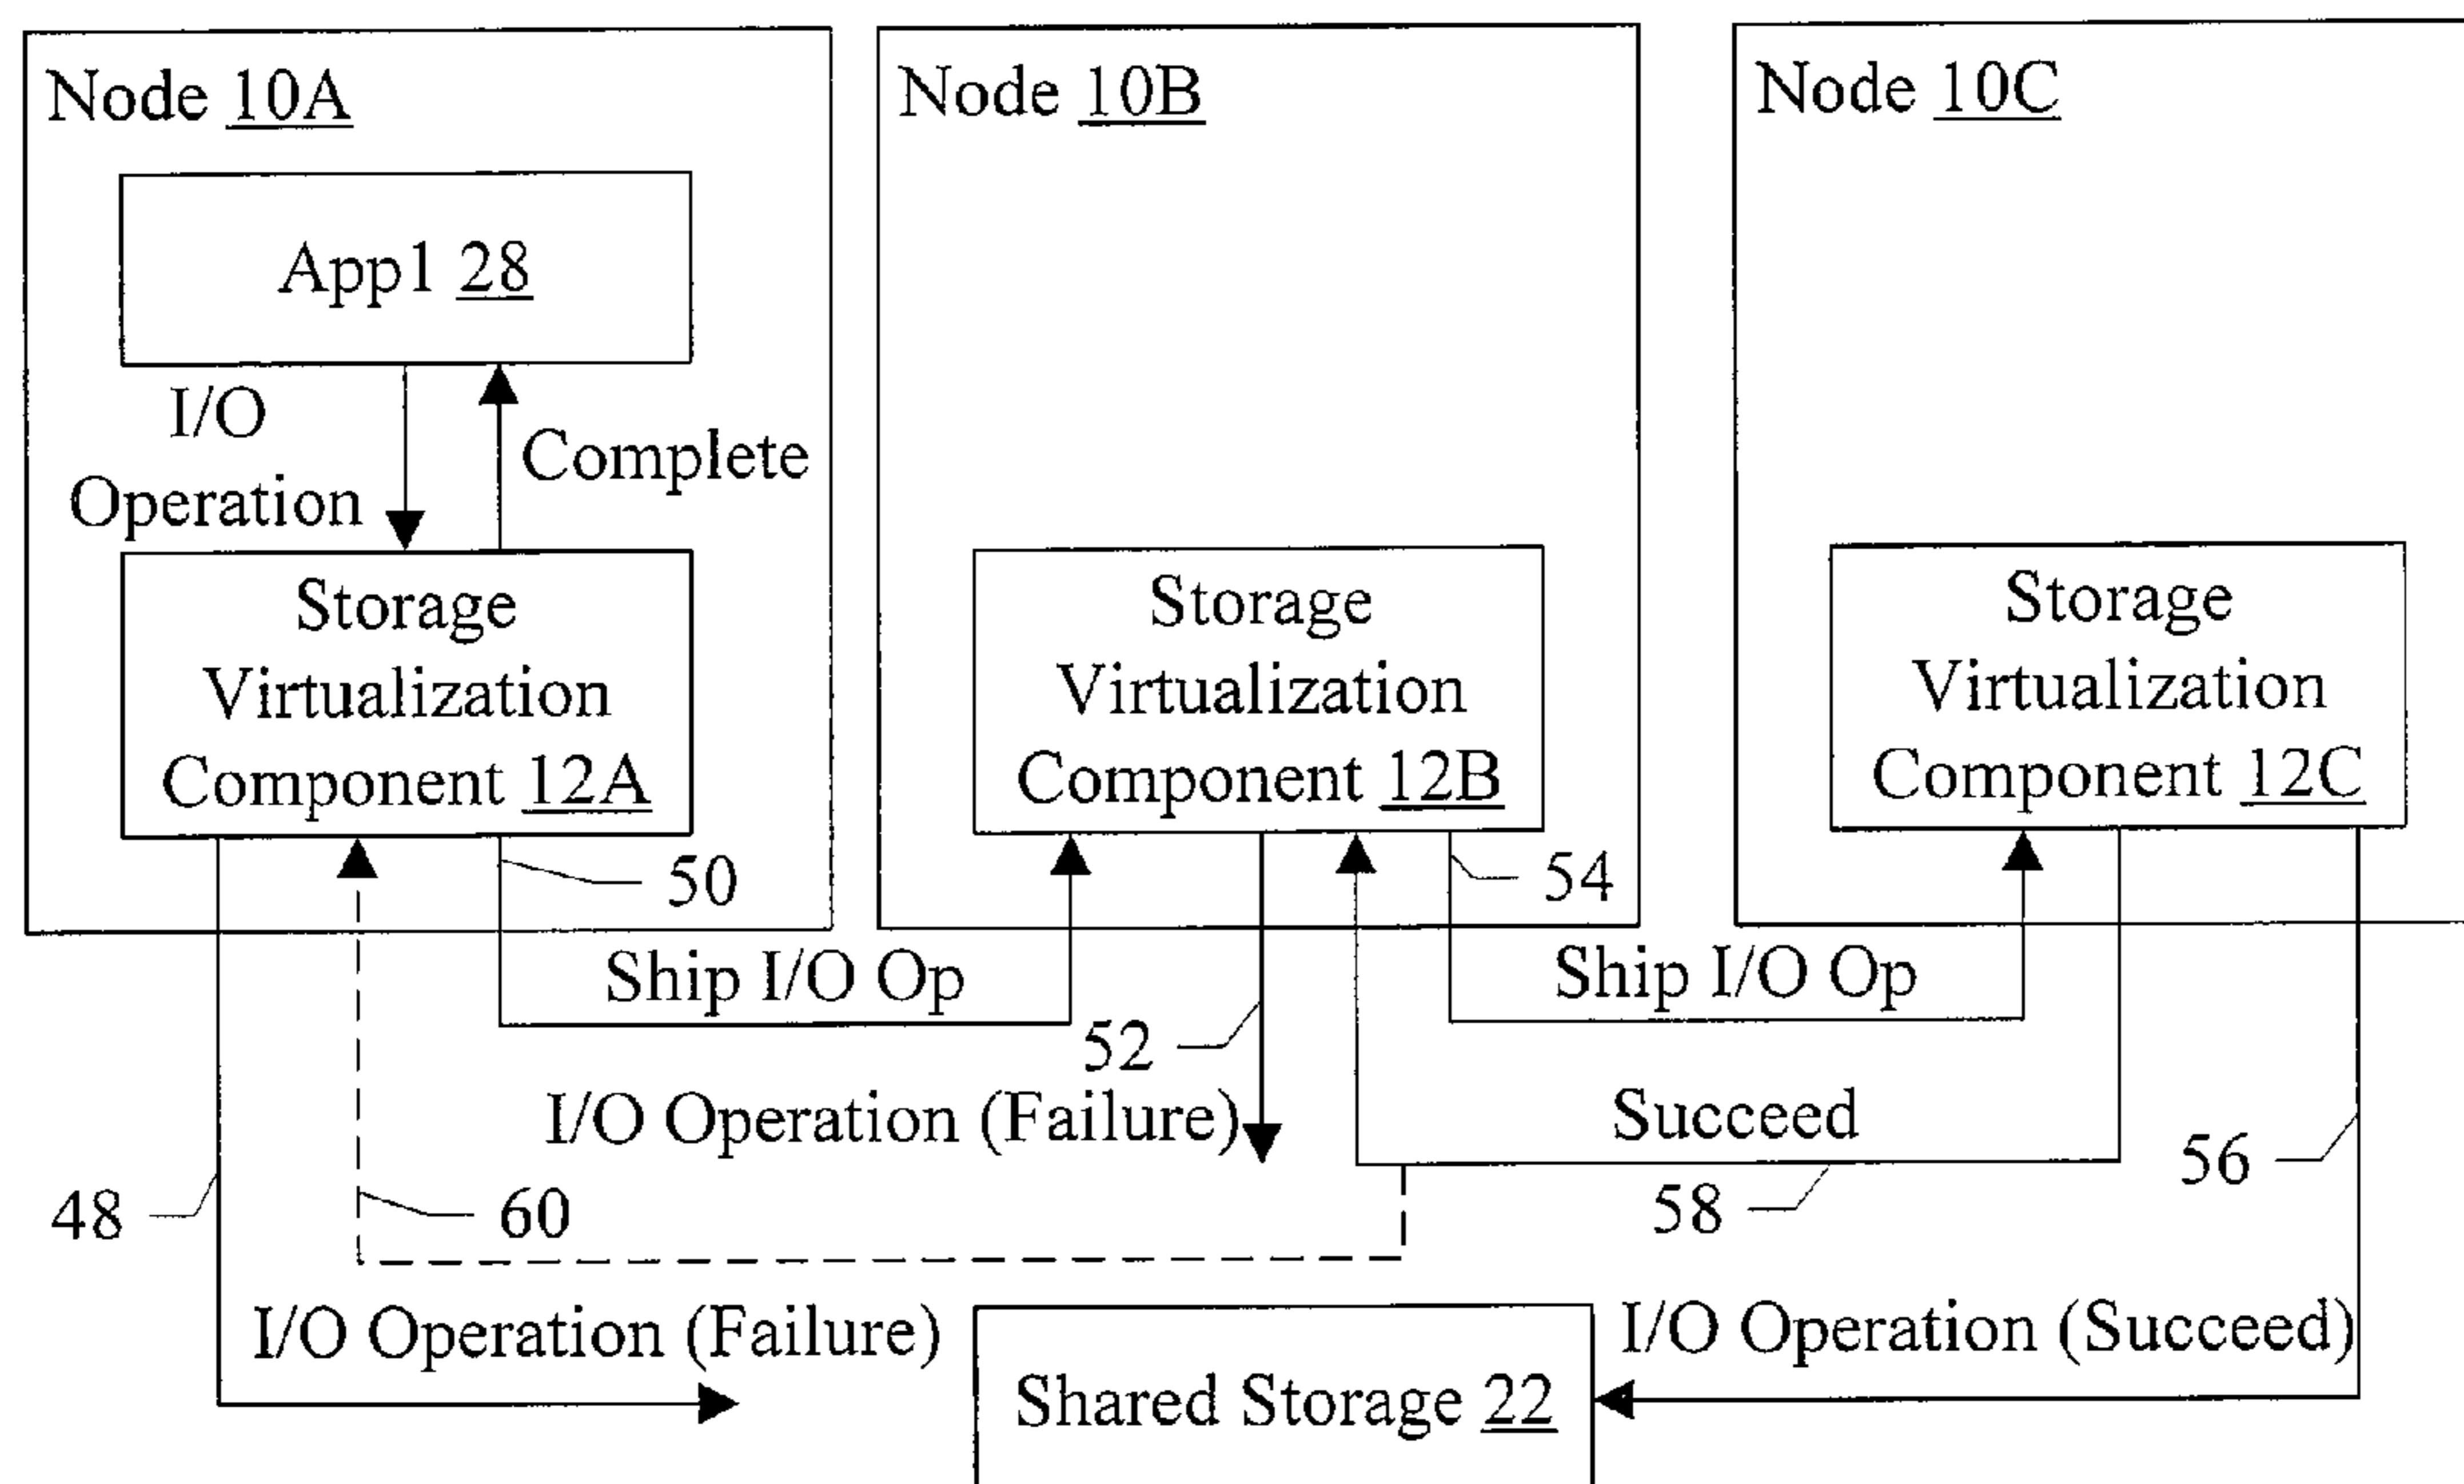 Node 10A
App1 28
I/O
Operation
Complete
Storage
Virtualization
Component 12A
Node 10B
Storage
Virtualization
Component 12B
Node 10C
Storage
Virtualization
Component 12C
50
54
Ship I/O Op
Ship I/O Op
52
I/O Operation (Failure)
Succeed
56
48
60
58
I/O Operation (Failure)
I/O Operation (Succeed)
Shared Storage 22